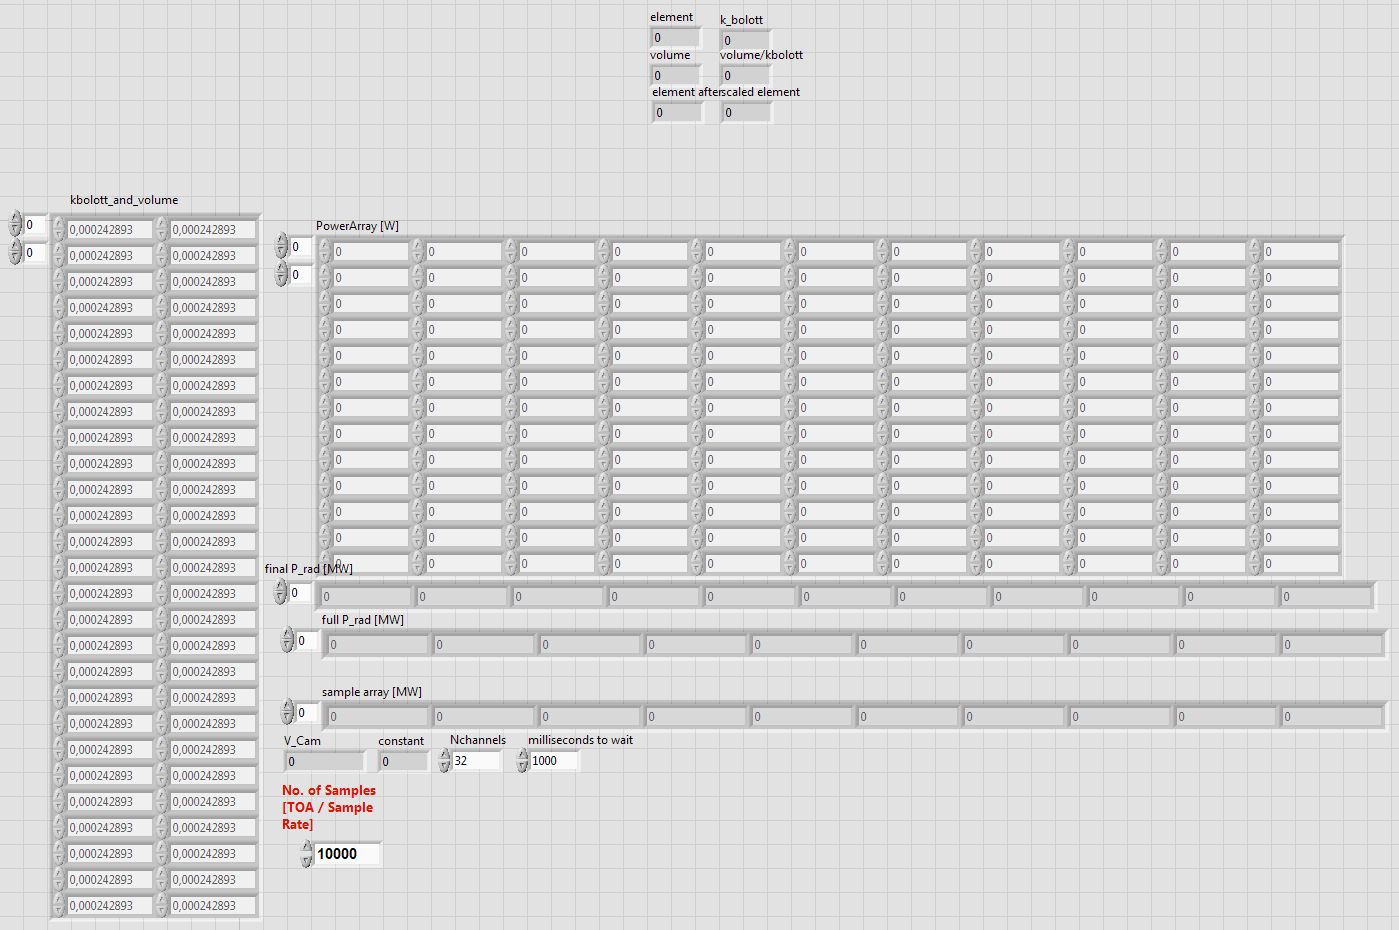 element k_bolott
0 0
volume volume/kbolott
0 0
element after scaled element
0 0
kbolott_and_volume
PowerArray [W]
0 0,000242893 0,000242893
0 0 0 0 0 0 0 0 0 0 0 0
0 0,000242893 0,000242893
0 0 0 0 0 0 0 0 0 0 0 0
0,000242893 0,000242893 0 0 0 0 0 0 0 0 0 0 0
0,000242893 0,000242893 0 0 0 0 0 0 0 0 0 0 0
0,000242893 0,000242893 0 0 0 0 0 0 0 0 0 0 0
0,000242893 0,000242893 0 0 0 0 0 0 0 0 0 0 0
0,000242893 0,000242893 0 0 0 0 0 0 0 0 0 0 0
0,000242893 0,000242893 0 0 0 0 0 0 0 0 0 0 0
0,000242893 0,000242893 0 0 0 0 0 0 0 0 0 0 0
0,000242893 0,000242893 0 0 0 0 0 0 0 0 0 0 0
0,000242893 0,000242893 0 0 0 0 0 0 0 0 0 0 0
0,000242893 0,000242893 0 0 0 0 0 0 0 0 0 0 0
0,000242893 0,000242893 0 0 0 0 0 0 0 0 0 0 0
0,000242893 0,000242893
final P_rad [MW]
0,000242893 0,000242893 0 0 0 0 0 0 0 0 0 0 0 0
0,000242893 0,000242893
full P_rad [MW]
0,000242893 0,000242893 0 0 0 0 0 0 0 0 0 0 0
0,000242893 0,000242893
0,000242893 0,000242893
sample array [MW]
0,000242893 0,000242893 0 0 0 0 0 0 0 0 0 0 0
0,000242893 0,000242893
V_Cam constant Nchannels milliseconds to wait
0 0 32 1000
0,000242893 0,000242893
0,000242893 0,000242893
No. of Samples
[TOA / Sample
Rate]
0,000242893 0,000242893
0,000242893 0,000242893 10000
0,000242893 0,000242893
0,000242893 0,000242893